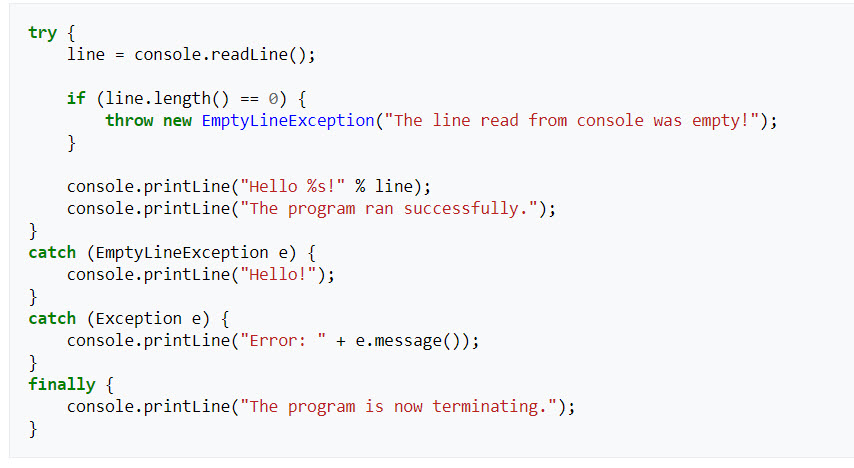 try {
    line = console.readLine();

    if (line.length() == 0) {
        throw new EmptyLineException("The line read from console was empty!");
    }

    console.printLine("Hello %s!" % line);
    console.printLine("The program ran successfully.");
}
catch (EmptyLineException e) {
    console.printLine("Hello!");
}
catch (Exception e) {
    console.printLine("Error: " + e.message());
}
finally {
    console.printLine("The program is now terminating.");
}